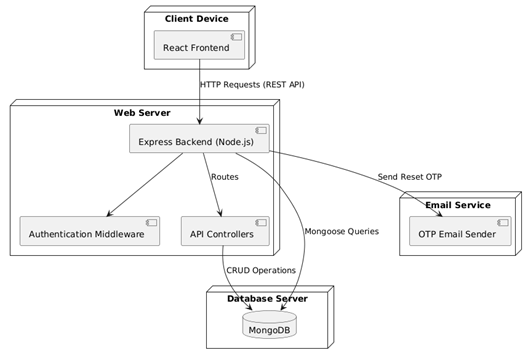 Client Device
React Frontend
HTTP Requests (REST API)
Web Server
Express Backend (Node.js)
Routes
Send Reset OTP
Email Service
Authentication Middleware
API Controllers
Mongoose Queries
OTP Email Sender
CRUD Operations
Database Server
MongoDB